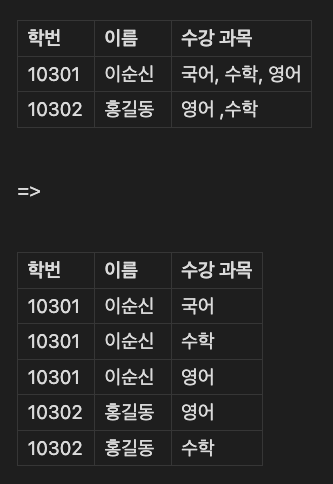 학번 이름 수강 과목
10301 이순신 국어, 수학, 영어
10302 홍길동 영어 ,수학
=>
학번 이름 수강 과목
10301 이순신 국어
10301 이순신 수학
10301 이순신 영어
10302 홍길동 영어
10302 홍길동 수학